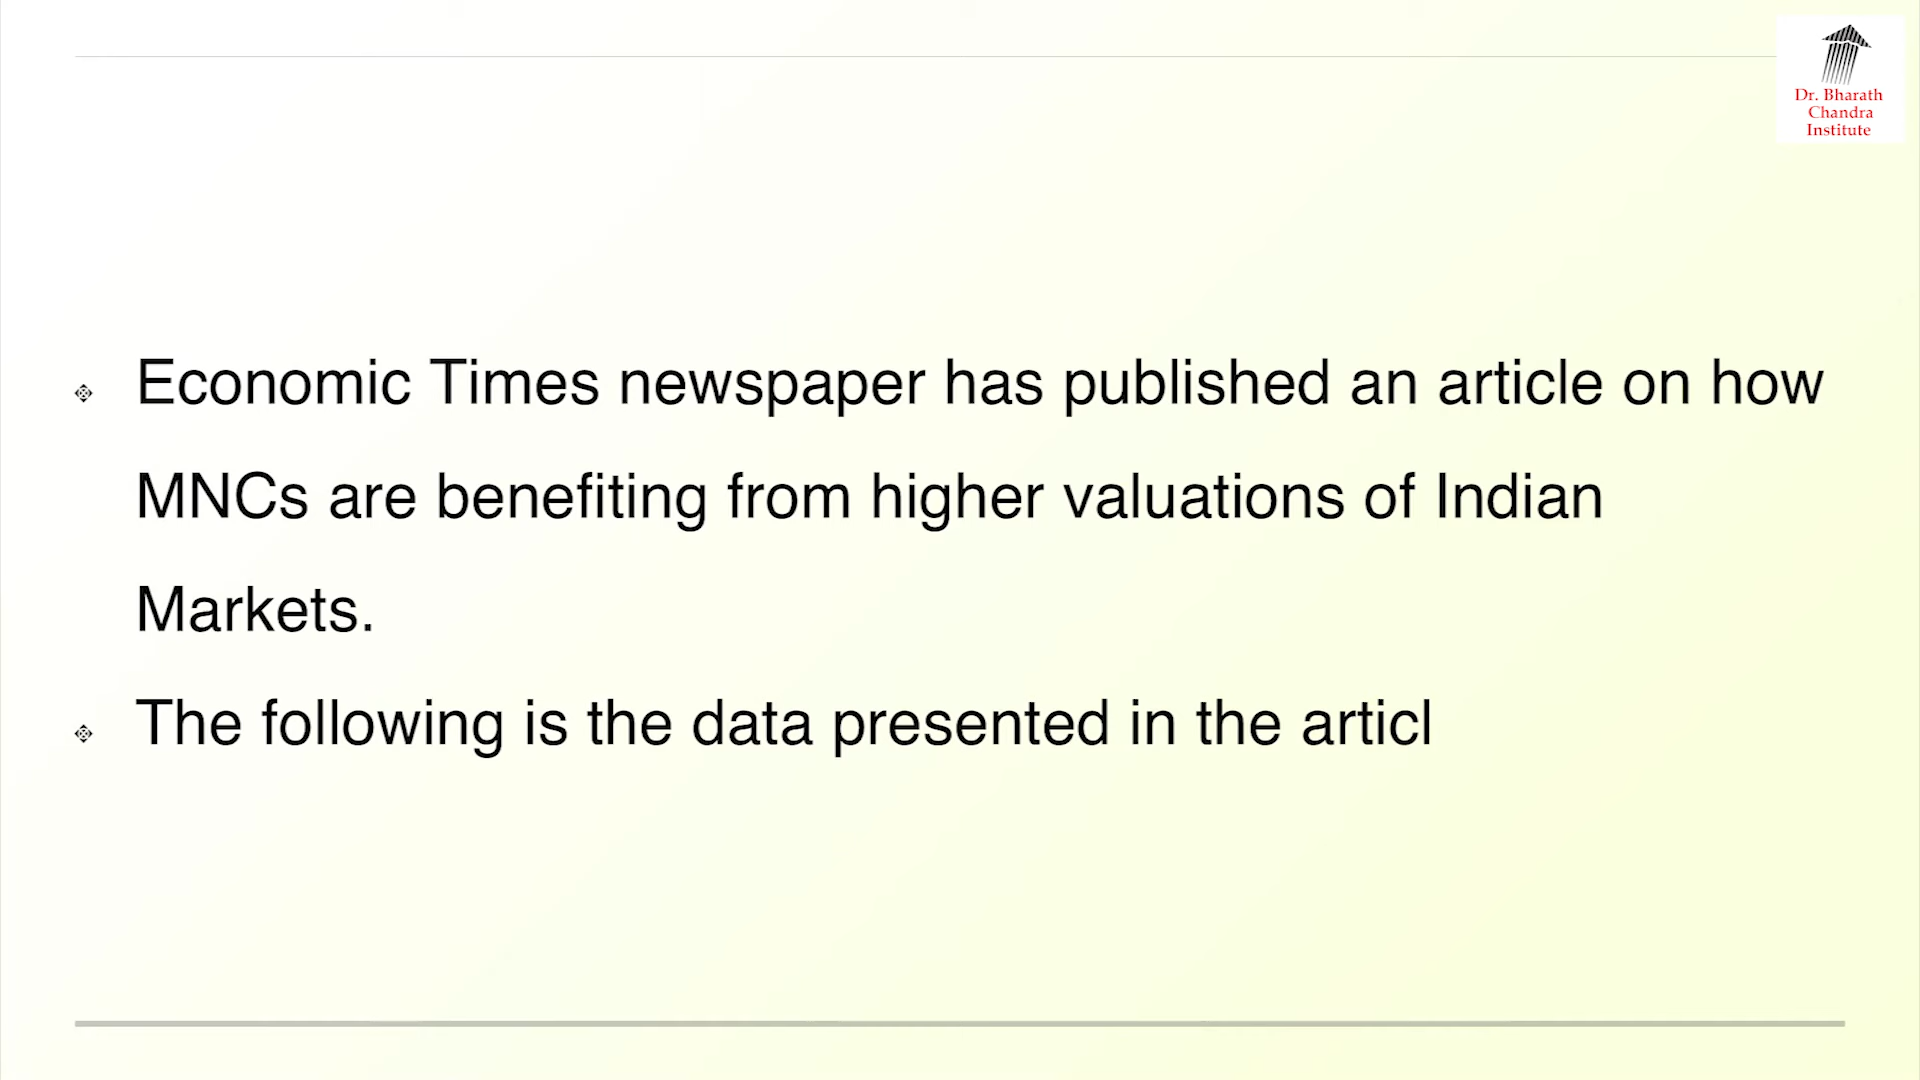 Dr. Bharath
Chandra
Institute
Economic Times newspaper has published an article on how
MNCs are benefiting from higher valuations of Indian
Markets.
The following is the data presented in the articl